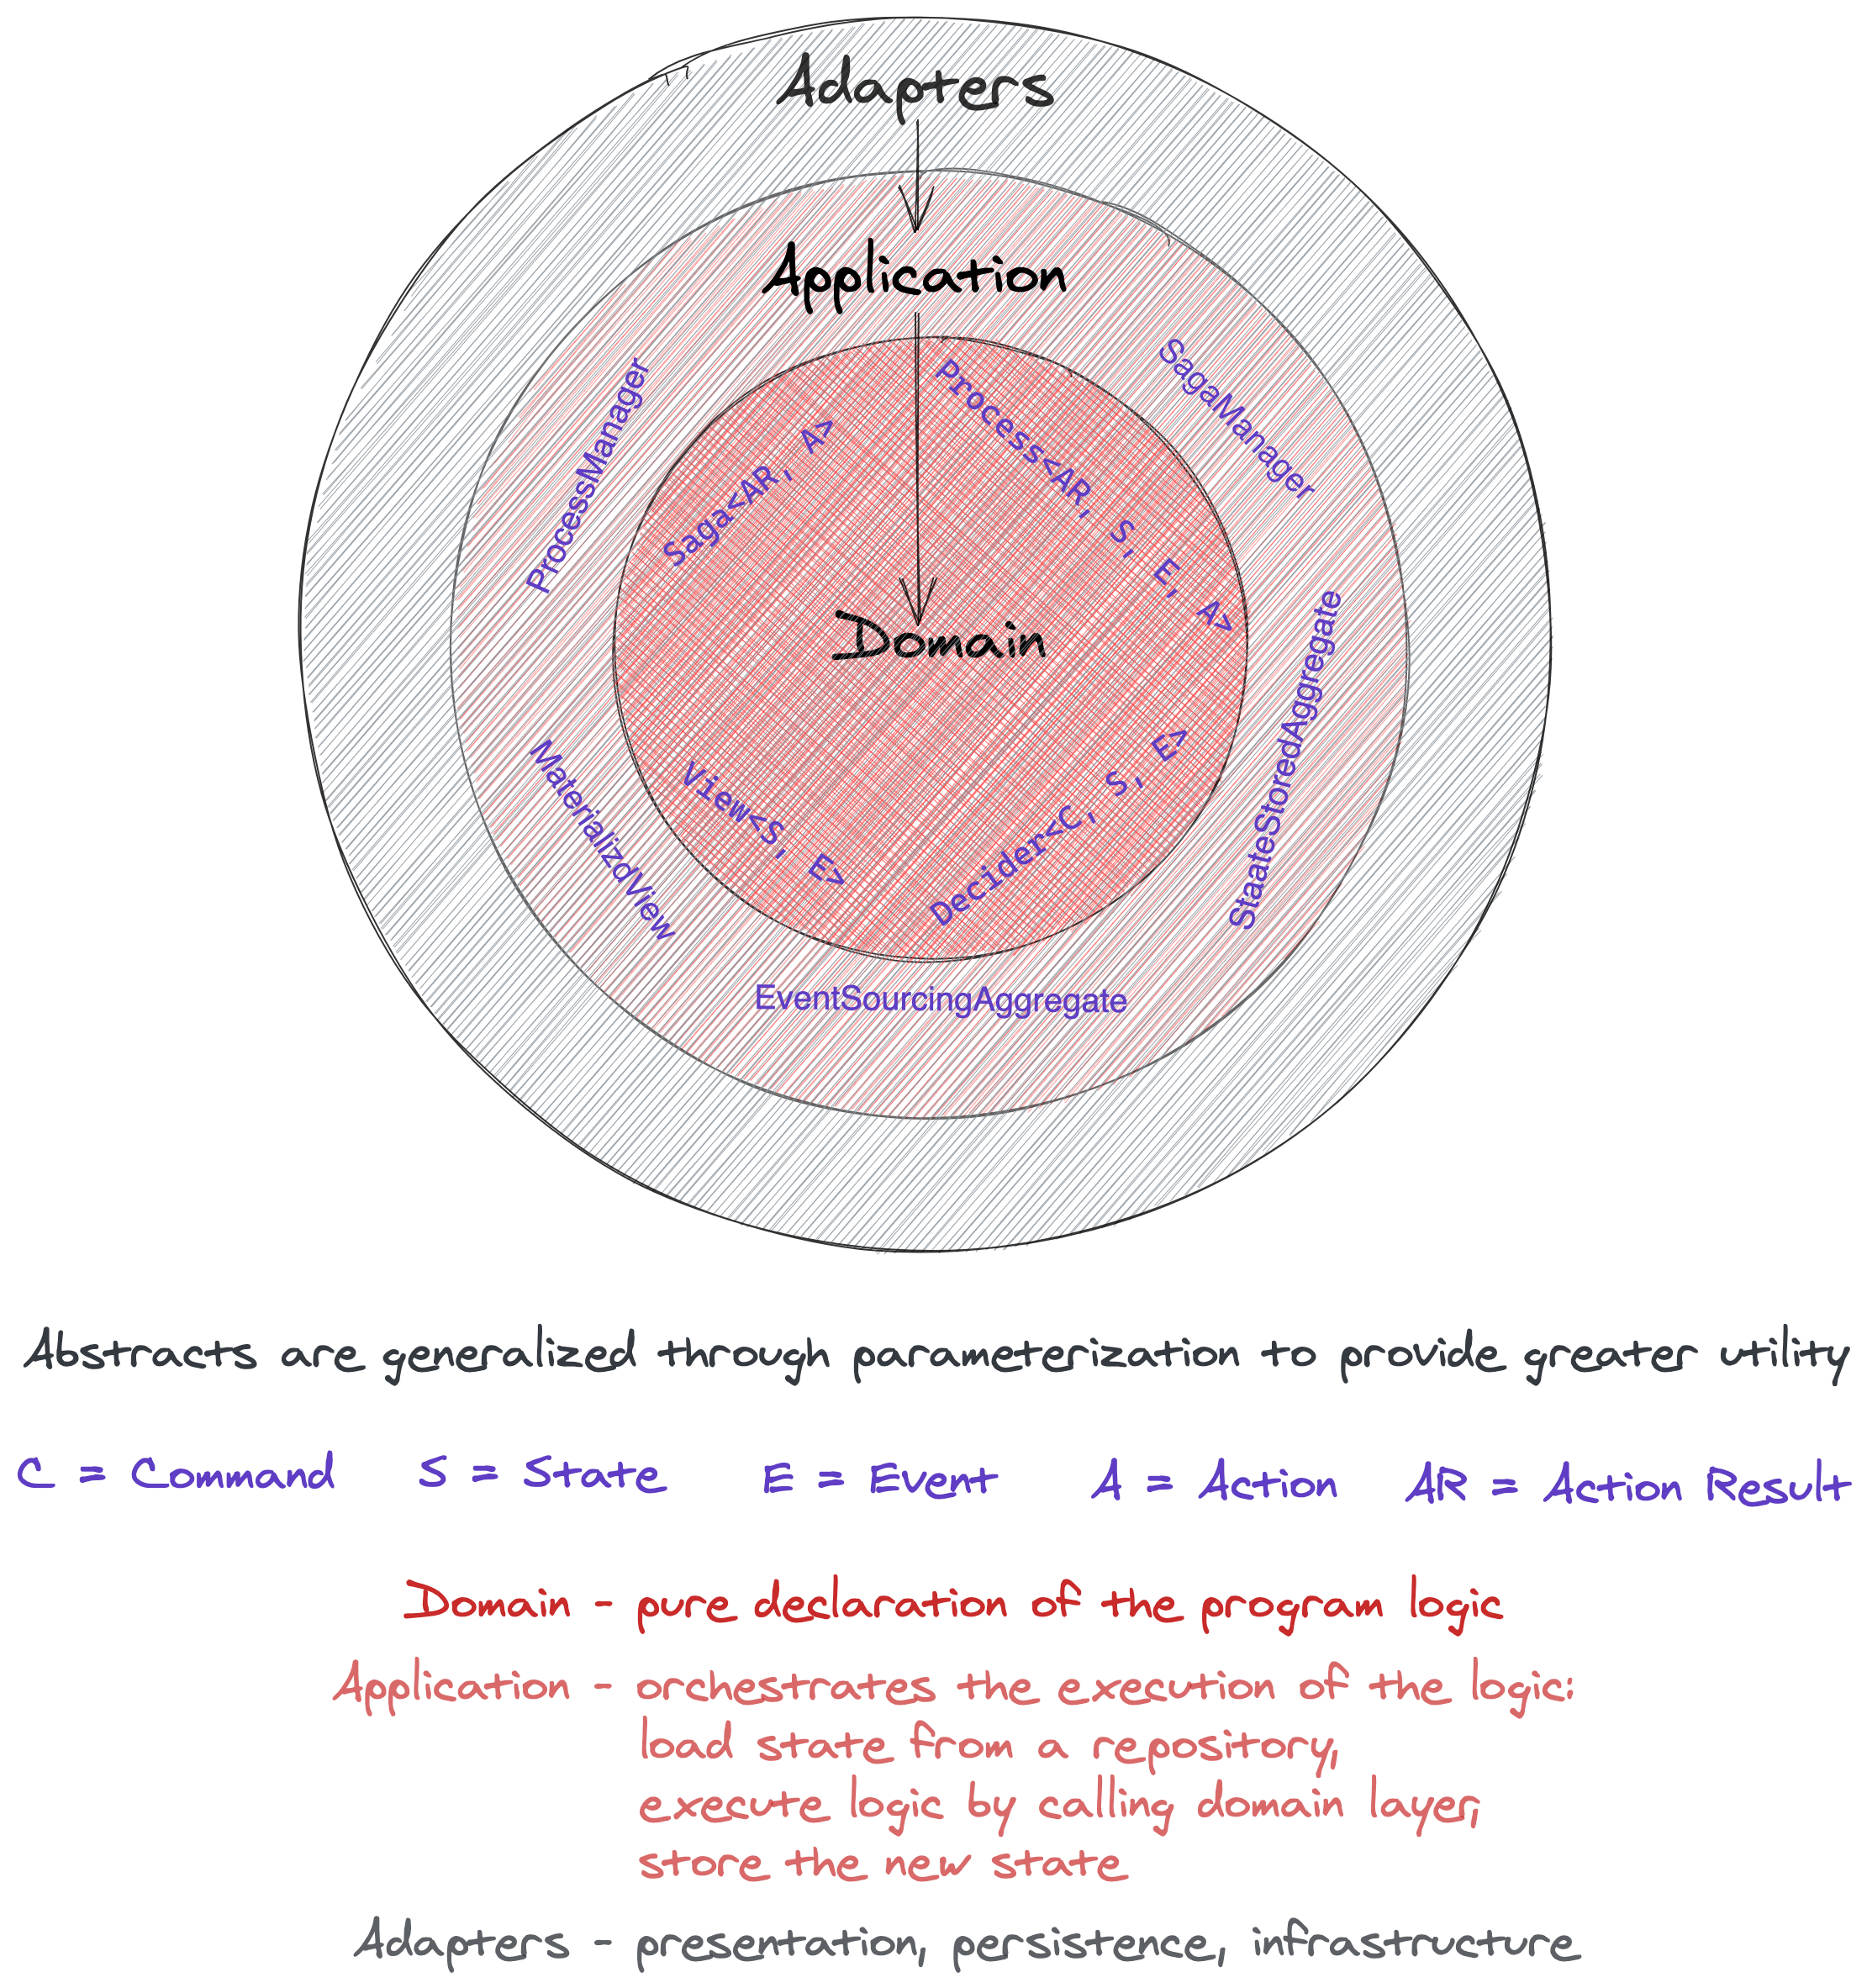 Adapters
Application
ProcessManager
SagaManager
Saga<AR, A>
Process<AR, S, E, A>
Domain
MaterializdView
View<S, E>
Decider<C, S, E>
StaateStoredAggregate
EventSourcingAggregate
Abstracts are generalized through parameterization to provide greater utility
C = Command S = State E = Event A = Action AR = Action Result
Domain - pure declaration of the program logic
Application - orchestrates the execution of the logic:
load state from a repository,
execute logic by calling domain layer,
store the new state
Adapters - presentation, persistence, infrastructure